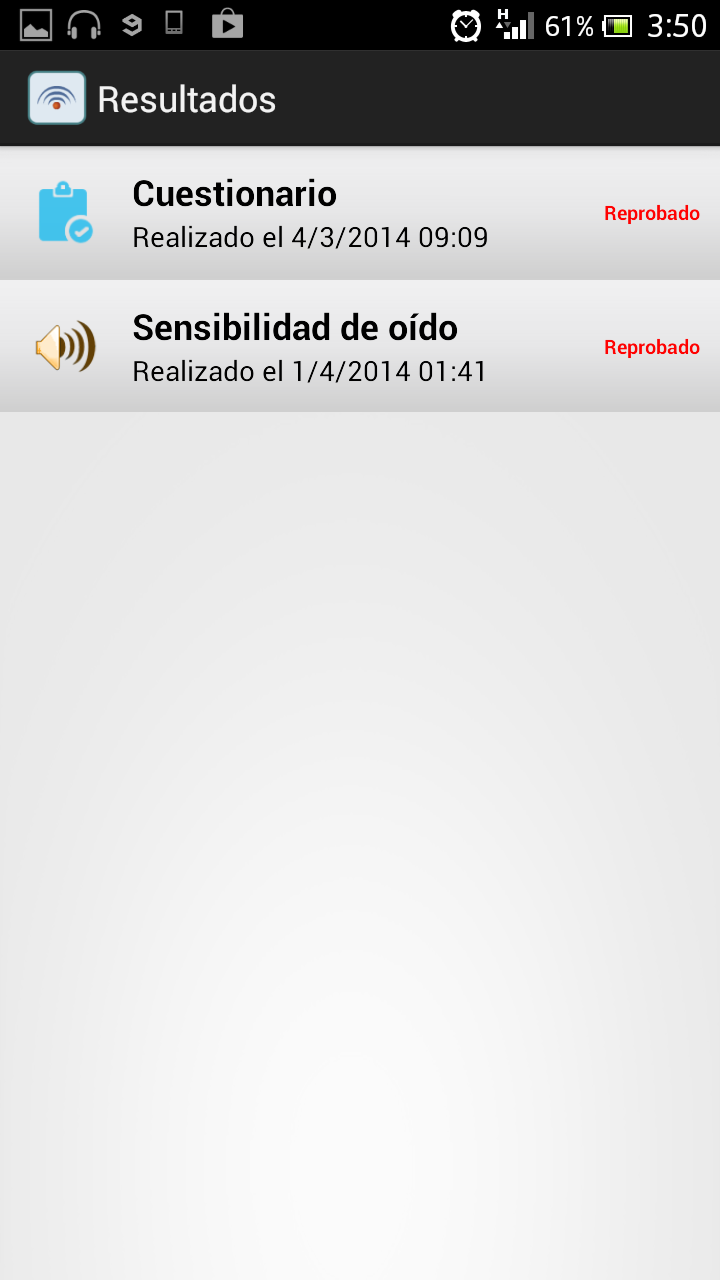 H
61%
3:50
Resultados
Cuestionario
Realizado el 4/3/2014 09:09
Reprobado
Sensibilidad de oído
Realizado el 1/4/2014 01:41
Reprobado